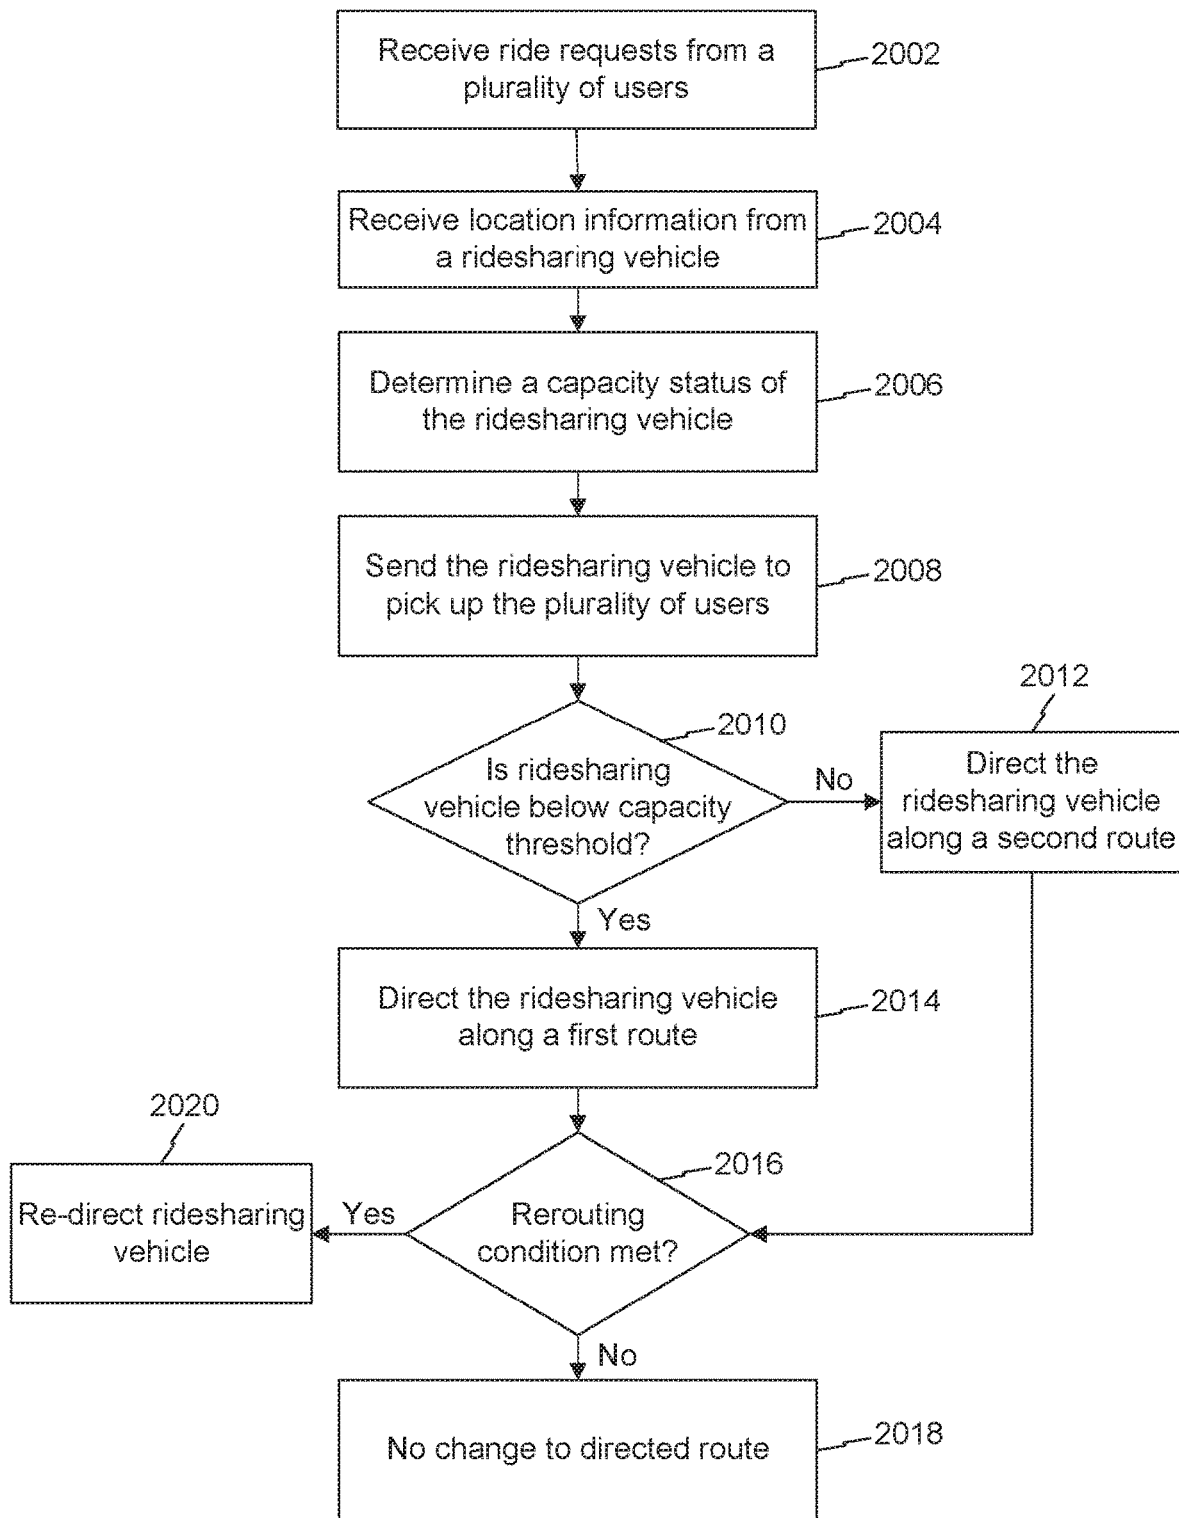 Receive ride requests from a
plurality of users
2002
Receive location information from
a ridesharing vehicle
2004
Determine a capacity status of
the ridesharing vehicle
2006
Send the ridesharing vehicle to
pick up the plurality of users
2008
2010
Is ridesharing
vehicle below capacity
threshold?
No
2012
Direct the
ridesharing vehicle
along a second route
Yes
Direct the ridesharing vehicle
along a first route
2014
2016
Rerouting
condition met?
Yes
2020
Re-direct ridesharing
vehicle
No
No change to directed route
2018